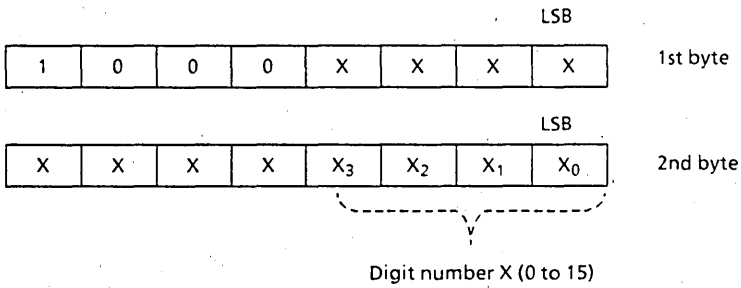 LSB
1 0 0 0 X X X X 1st byte
LSB
X X X X X₃ X₂ X₁ X₀ 2nd byte
Digit number X (0 to 15)